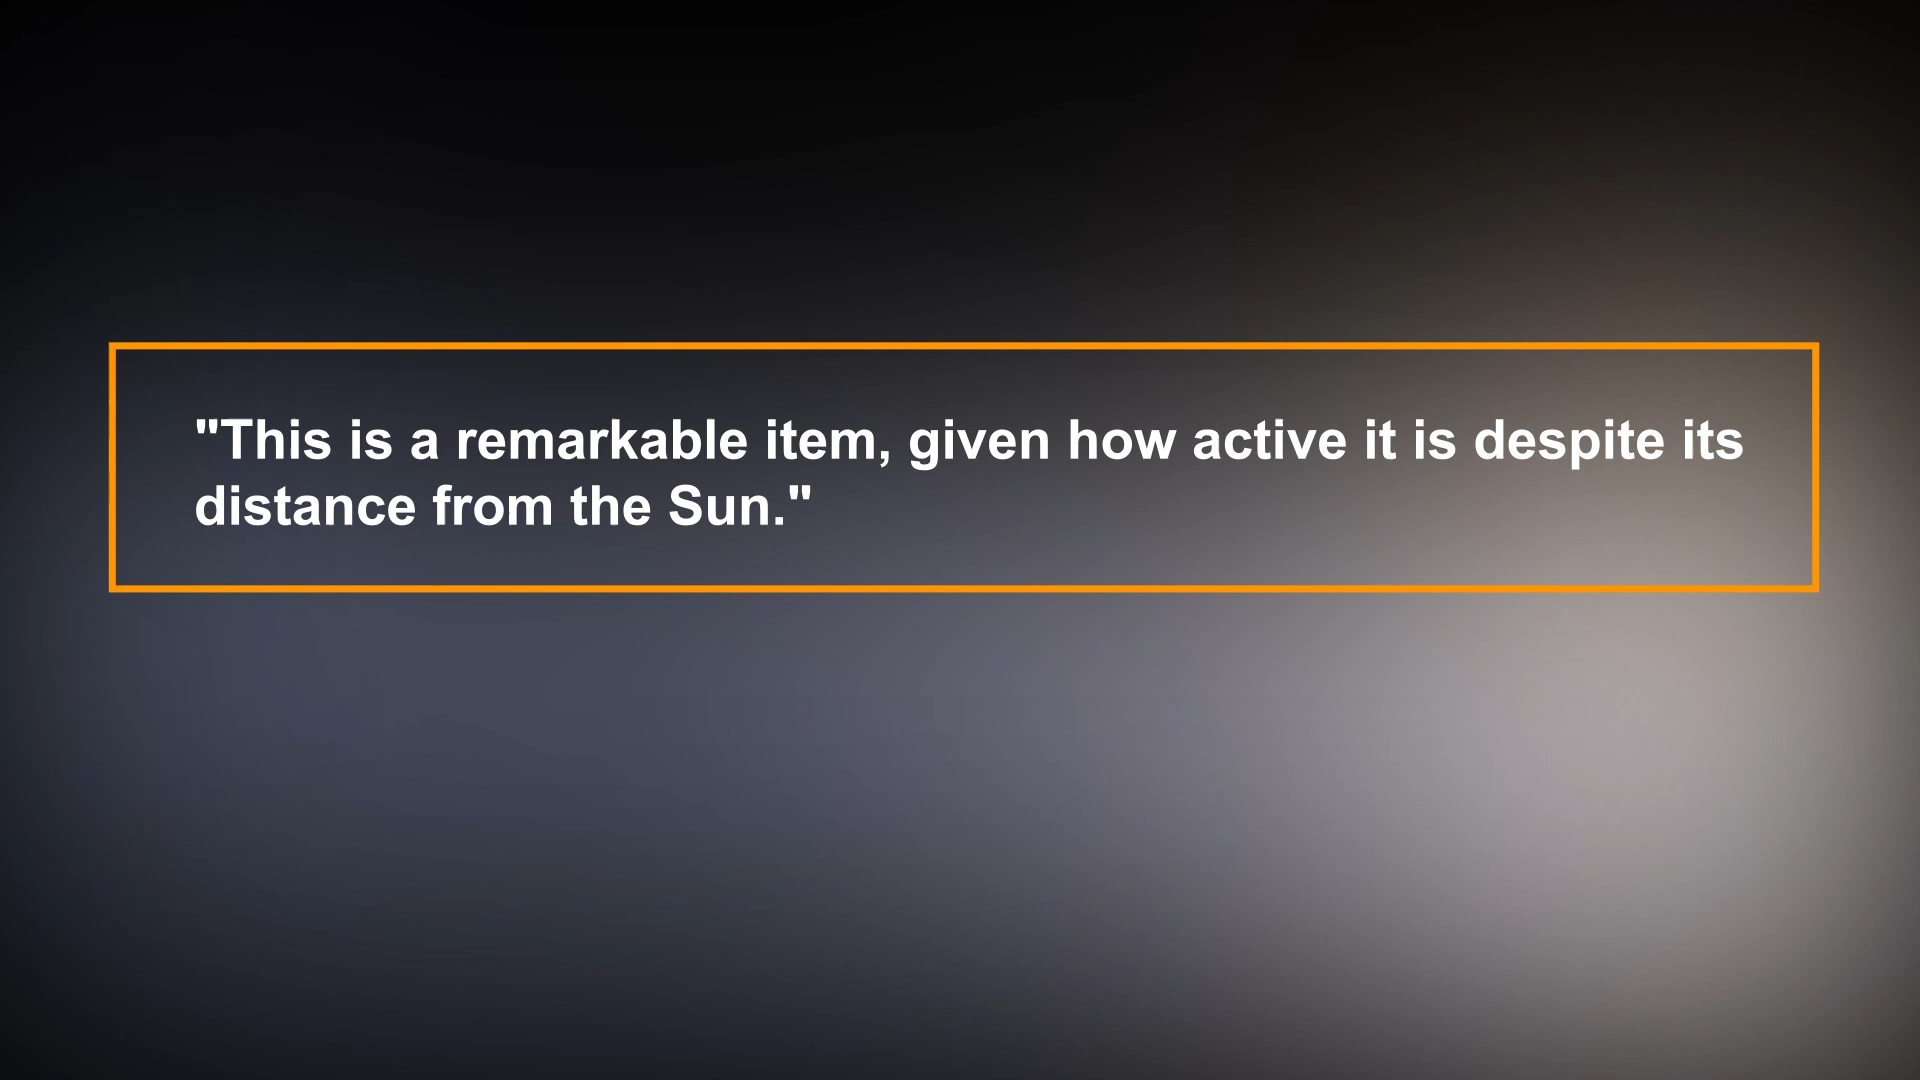 "This is a remarkable item, given how active it is despite its
distance from the Sun."